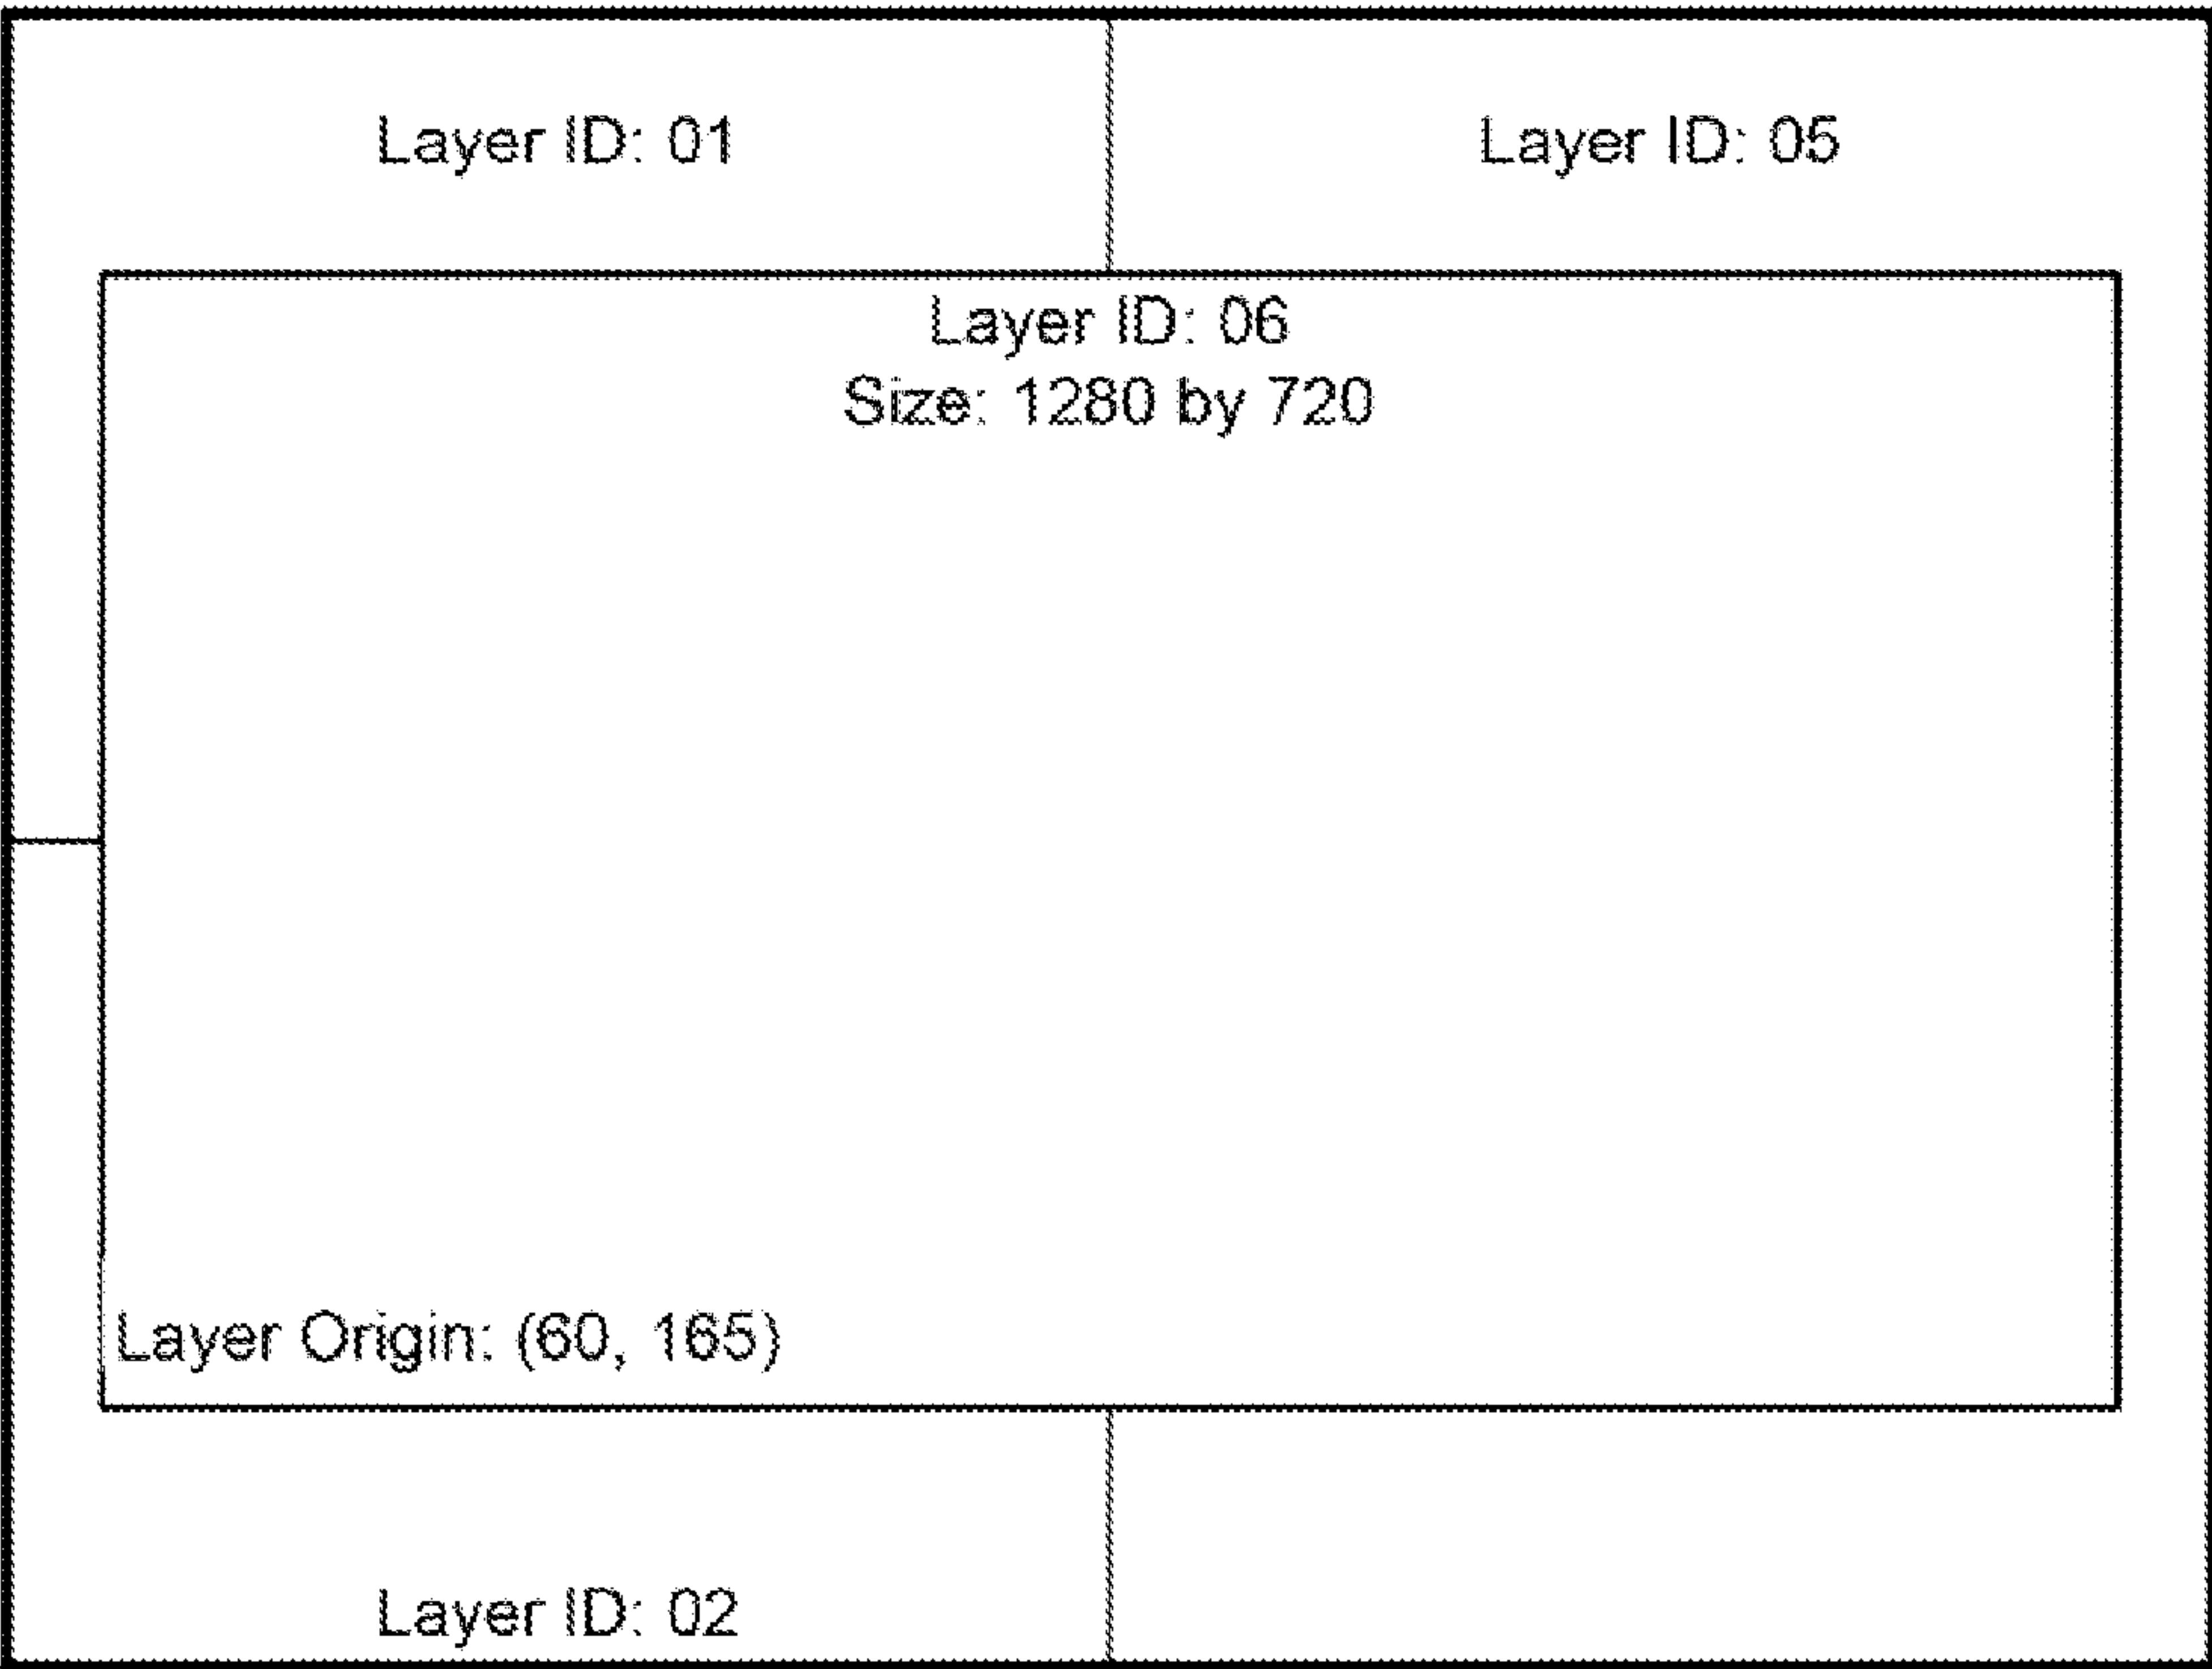 Layer ID: 01
Layer ID: 05
Layer ID: 06
Size: 1280 by 720
Layer Origin: (60, 165)
Layer ID: 02